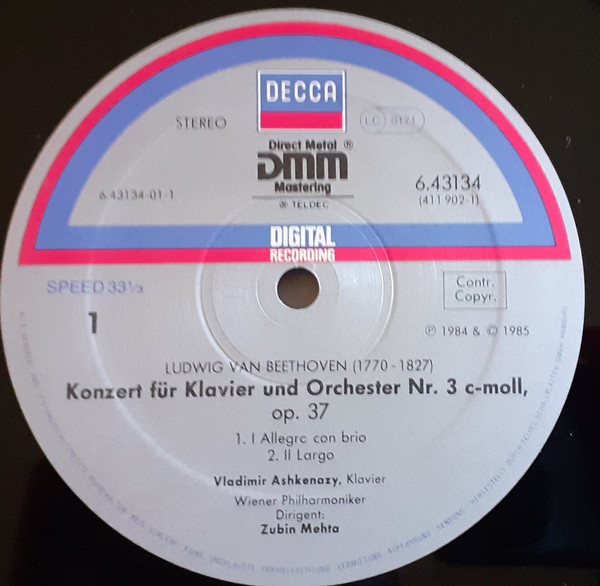 DECCA
STEREO
LC 0171
Direct Metal ®
DMM
Mastering
® TELDEC
6.43134-01-1
6.43134
(411 902-1)
DIGITAL
RECORDING
SPEED 33⅓
Contr.
Copyr.
1
℗ 1984 & © 1985
LUDWIG VAN BEETHOVEN (1770-1827)
Konzert für Klavier und Orchester Nr. 3 c-moll,
op. 37
1. I Allegro con brio
2. II Largo
Vladimir Ashkenazy, Klavier
Wiener Philharmoniker
Dirigent:
Zubin Mehta